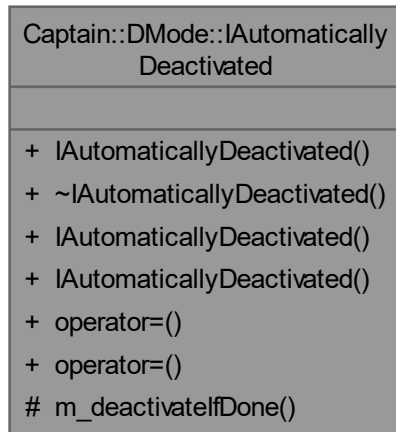 Captain::DMode::IAutomatically
Deactivated
+ IAutomaticallyDeactivated()
+ ~IAutomaticallyDeactivated()
+ IAutomaticallyDeactivated()
+ IAutomaticallyDeactivated()
+ operator=()
+ operator=()
# m_deactivateIfDone()